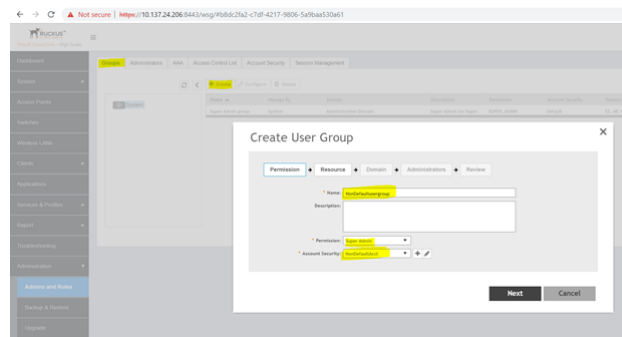 Not secure | https://10.137.24.206:8443/wsg/#b8dc2fa2-c7df-4217-9806-5a9baa530a61
RUCKUS
Dashboard
Groups Administrators AAA Access Control List Account Security Session Management
System
Create Configure Delete
Access Points
Name
System
Switches
Wireless LANs
Create User Group
Clients
Permission Resource Domain Administrators Review
Applications
* Name: NonDefaultusergroup
Services & Profiles
Description:
Report
* Permission: Super Admin
Troubleshooting
* Account Security:
Administration
Next Cancel
Admins and Roles
Backup & Restore
Upgrade